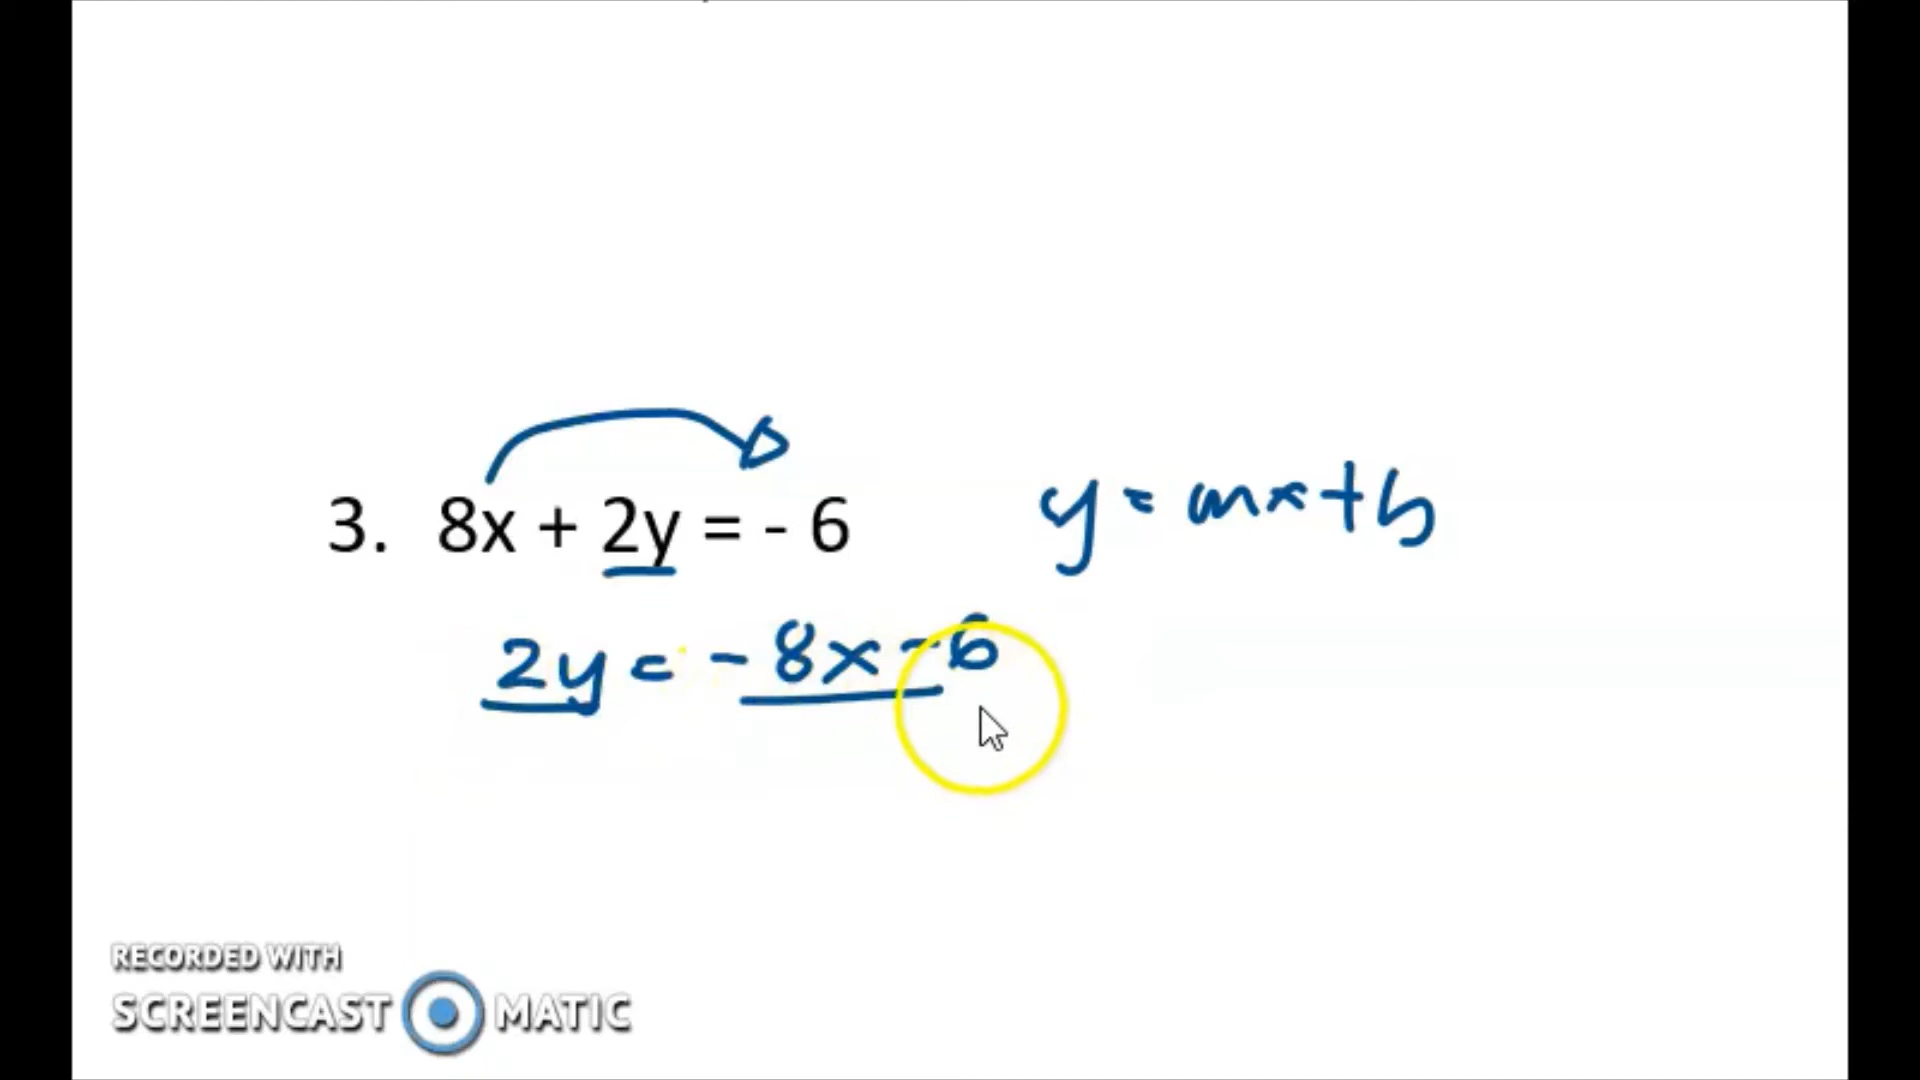 3. 8x + 2y = - 6
y = mx + b
2y = - 8x - 6
RECORDED WITH
SCREENCAST MATIC